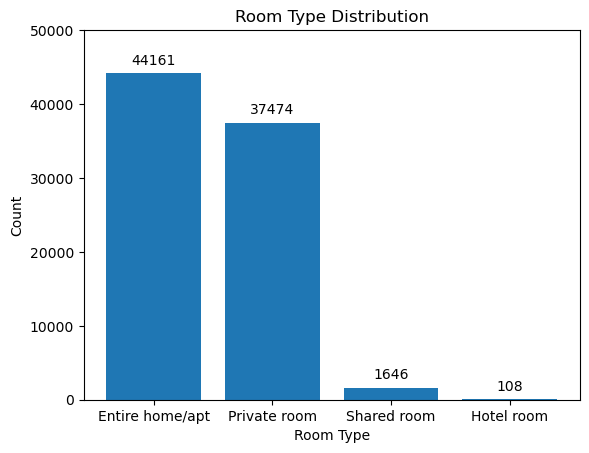 Room Type Distribution
50000
40000
30000
20000
10000
0
Count
44161
37474
1646
108
Entire home/apt
Private room
Shared room
Hotel room
Room Type